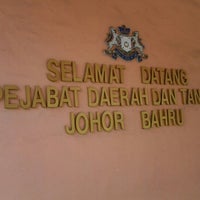 SELAMAT DATANG
PEJABAT DAERAH DAN TAN
JOHOR BAHRU